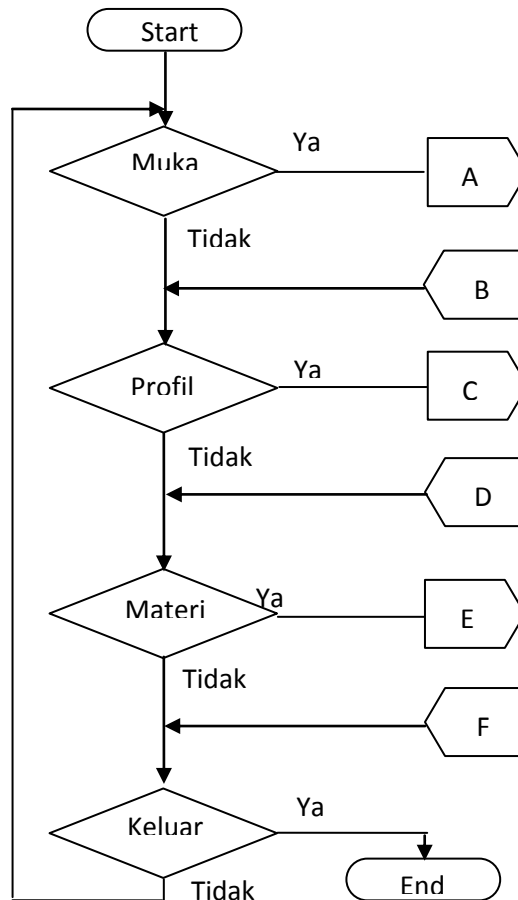 Start
Muka
Ya
A
Tidak
B
Profil
Ya
C
Tidak
D
Materi
Ya
E
Tidak
F
Keluar
Ya
End
Tidak